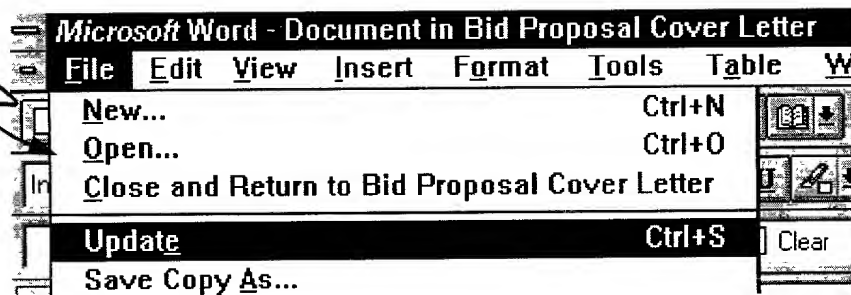 Microsoft Word - Document in Bid Proposal Cover Letter
File Edit View Insert Format Tools Table W
New... Ctrl+N
Open... Ctrl+O
In
Close and Return to Bid Proposal Cover Letter U
Update Ctrl+S Clear
Save Copy As...